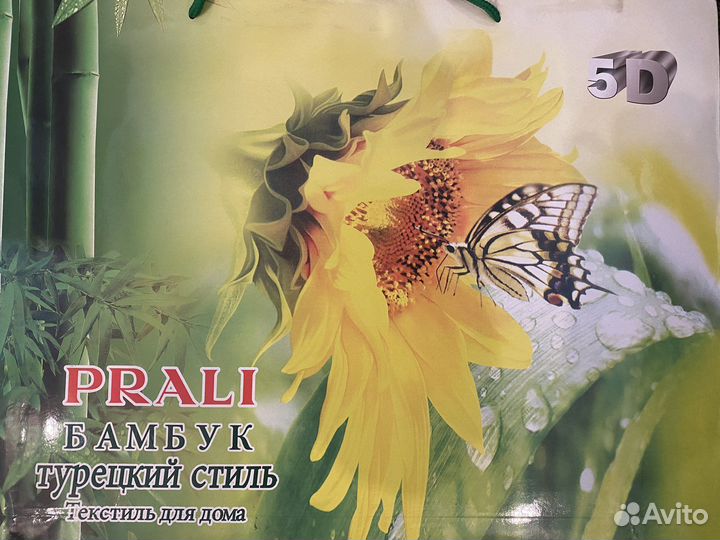 5D
PRALI
БАМБУК
турецкий стиль
Текстиль для дома
Avito